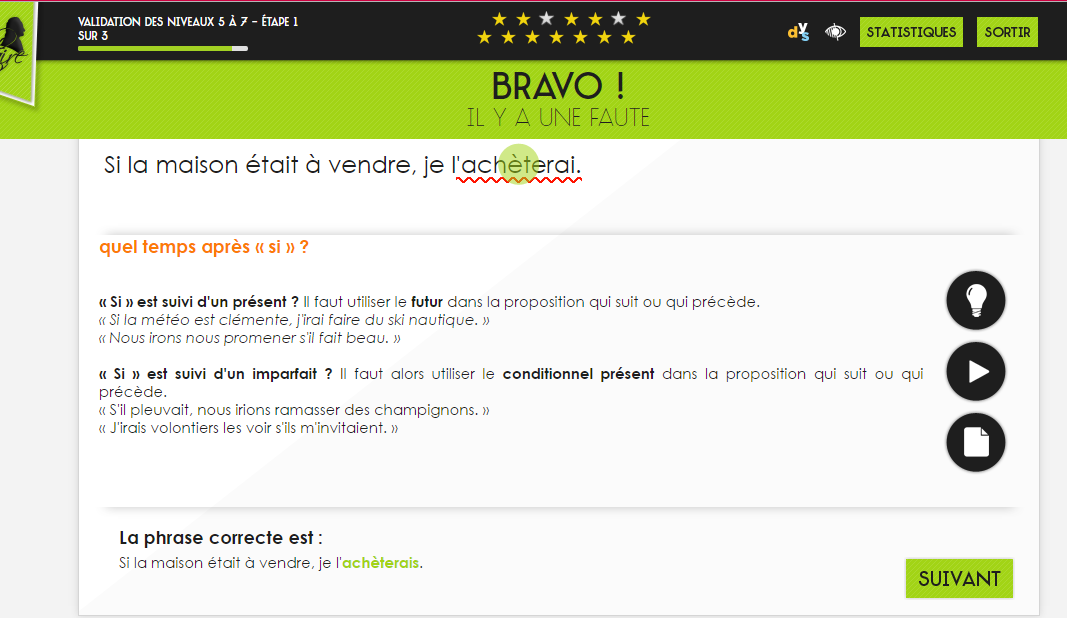 VALIDATION DES NIVEAUX 5 À 7 – ÉTAPE 1
SUR 3
dys
STATISTIQUES
SORTIR
BRAVO !
IL Y A UNE FAUTE
Si la maison était à vendre, je l'achèterai.
quel temps après « si » ?
« Si » est suivi d'un présent ? Il faut utiliser le futur dans la proposition qui suit ou qui précède.
« Si la météo est clémente, j'irai faire du ski nautique. »
« Nous irons nous promener s'il fait beau. »
« Si » est suivi d'un imparfait ? Il faut alors utiliser le conditionnel présent dans la proposition qui suit ou qui
précède.
« S'il pleuvait, nous irions ramasser des champignons. »
« J'irais volontiers les voir s'ils m'invitaient. »
La phrase correcte est :
Si la maison était à vendre, je l'achèterais.
SUIVANT